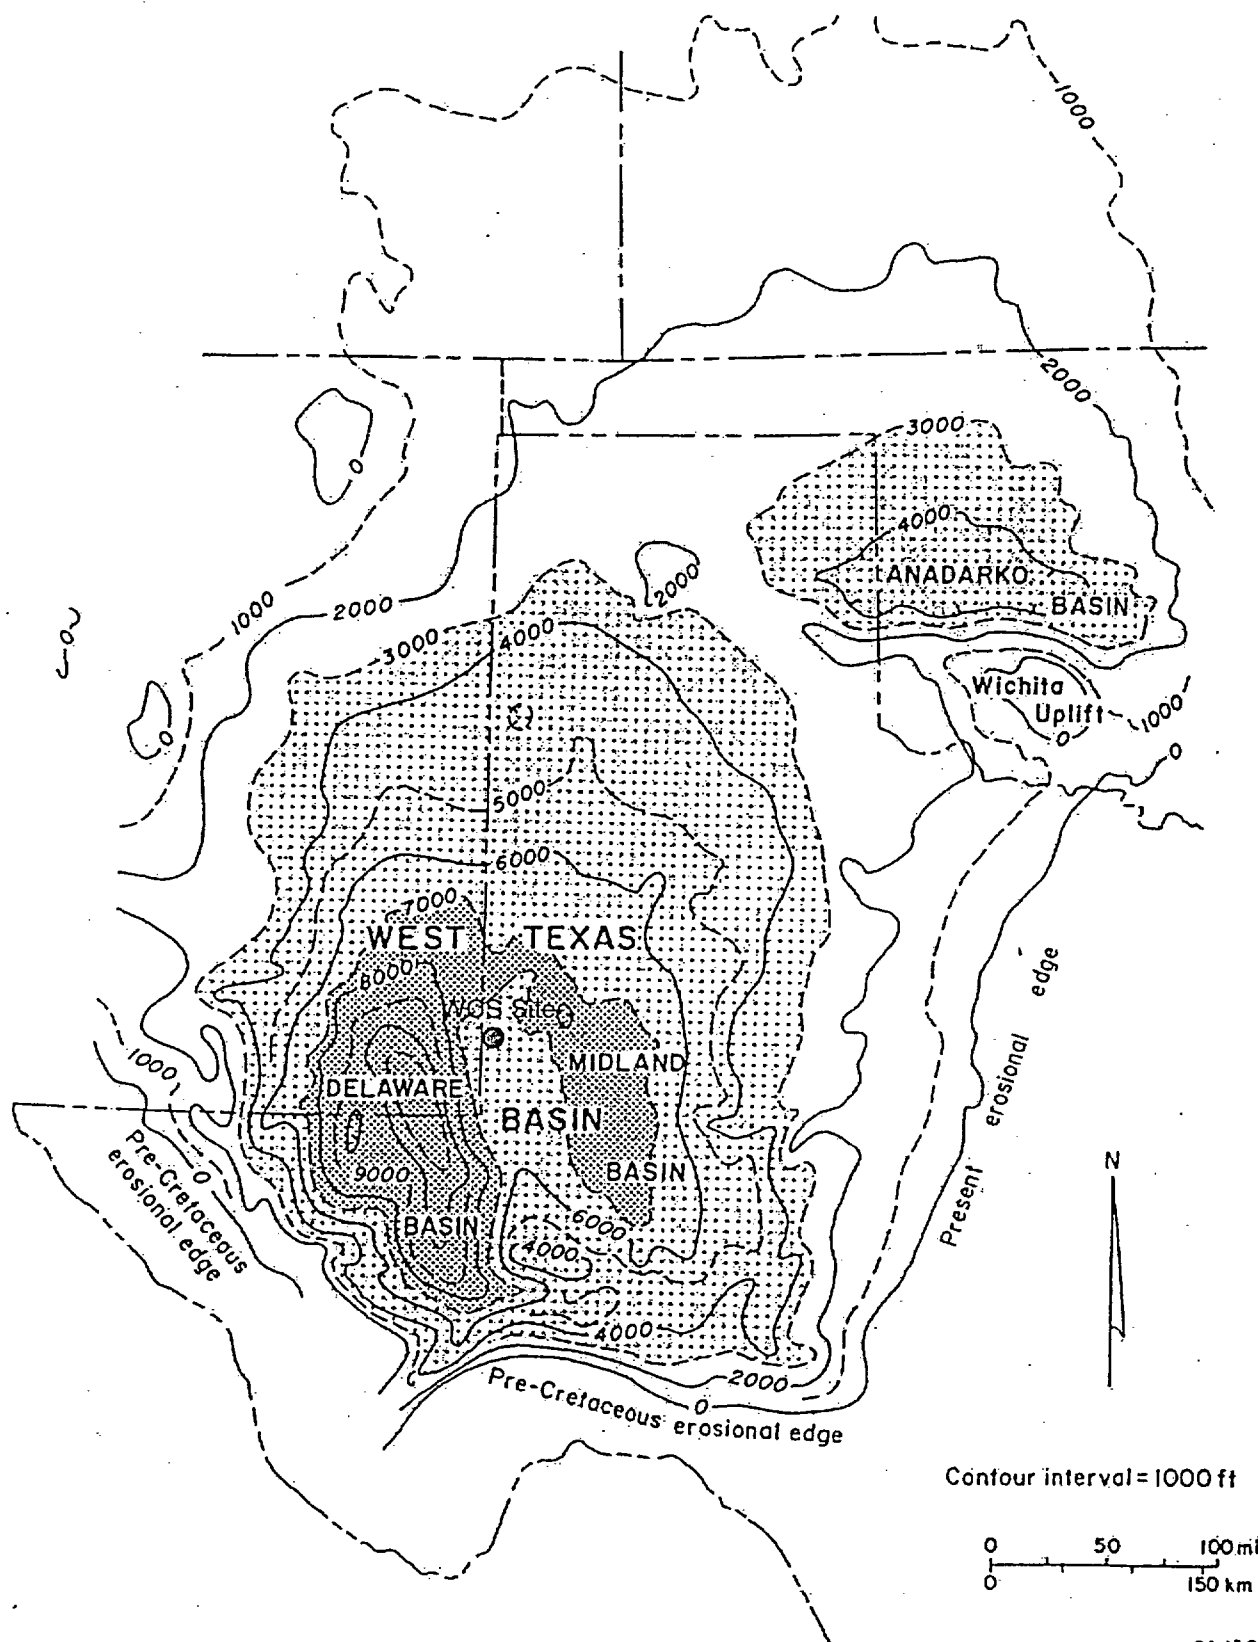 1000
2000
3000
0
4000
ANADARKO
BASIN
2000
1000
2000
0
3000
4000
Wichita
Uplift
1000
0
0
0
5000
6000
7000
WEST TEXAS
8000
WCS Site
MIDLAND
1000
DELAWARE
BASIN
BASIN
9000
0
Pre-Cretaceous
erosional edge
BASIN
6000
4000
4000
2000
0
Pre-Cretaceous erosional edge
Present erosional edge
N
Contour interval = 1000 ft
0 50 100 mi
0 150 km